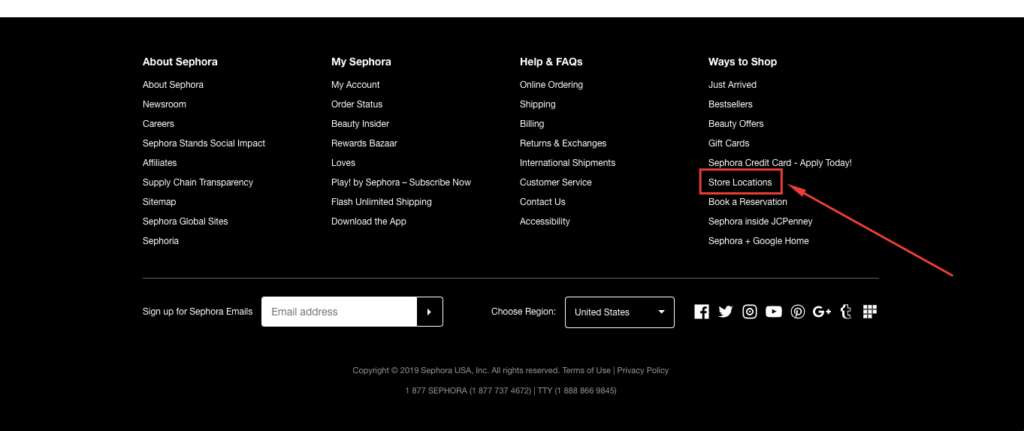 About Sephora
About Sephora
Newsroom
Careers
Sephora Stands Social Impact
Affiliates
Supply Chain Transparency
Sitemap
Sephora Global Sites
Sephoria
My Sephora
My Account
Order Status
Beauty Insider
Rewards Bazaar
Loves
Play! by Sephora – Subscribe Now
Flash Unlimited Shipping
Download the App
Help & FAQs
Online Ordering
Shipping
Billing
Returns & Exchanges
International Shipments
Customer Service
Contact Us
Accessibility
Ways to Shop
Just Arrived
Bestsellers
Beauty Offers
Gift Cards
Sephora Credit Card - Apply Today!
Store Locations
Book a Reservation
Sephora inside JCPenney
Sephora + Google Home
Sign up for Sephora Emails
Email address
Choose Region:
United States
Copyright © 2019 Sephora USA, Inc. All rights reserved. Terms of Use | Privacy Policy
1 877 SEPHORA (1 877 737 4672) | TTY (1 888 866 9845)